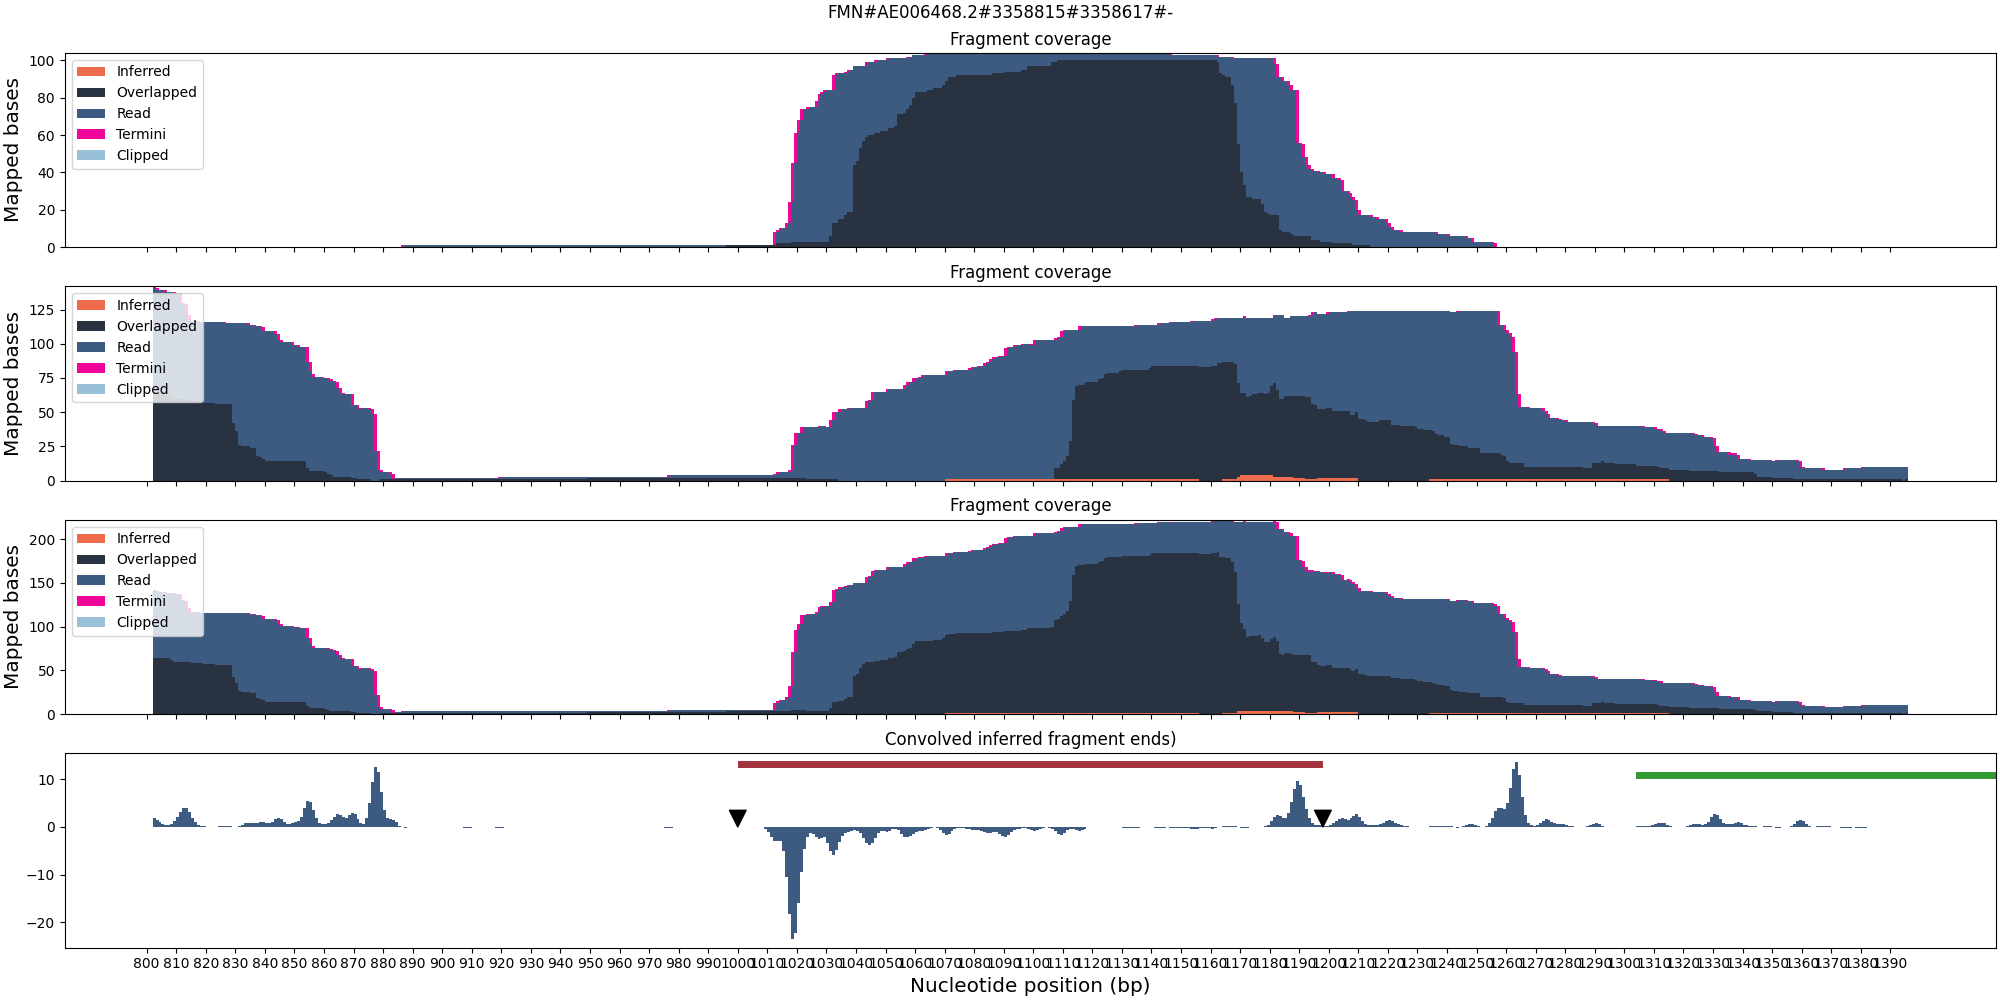 FMN#AE006468.2#3358815#3358617#-
Fragment coverage
Mapped bases
100
80
60
40
20
0
Inferred
Overlapped
Read
Termini
Clipped
Fragment coverage
Mapped bases
125
100
75
50
25
0
Inferred
Overlapped
Read
Termini
Clipped
Fragment coverage
Mapped bases
200
150
100
50
0
Inferred
Overlapped
Read
Termini
Clipped
Convolved inferred fragment ends)
10
0
−10
−20
800 810 820 830 840 850 860 870 880 890 900 910 920 930 940 950 960 970 980 990 1000 1010 1020 1030 1040 1050 1060 1070 1080 1090 1100 1110 1120 1130 1140 1150 1160 1170 1180 1190 1200 1210 1220 1230 1240 1250 1260 1270 1280 1290 1300 1310 1320 1330 1340 1350 1360 1370 1380 1390
Nucleotide position (bp)